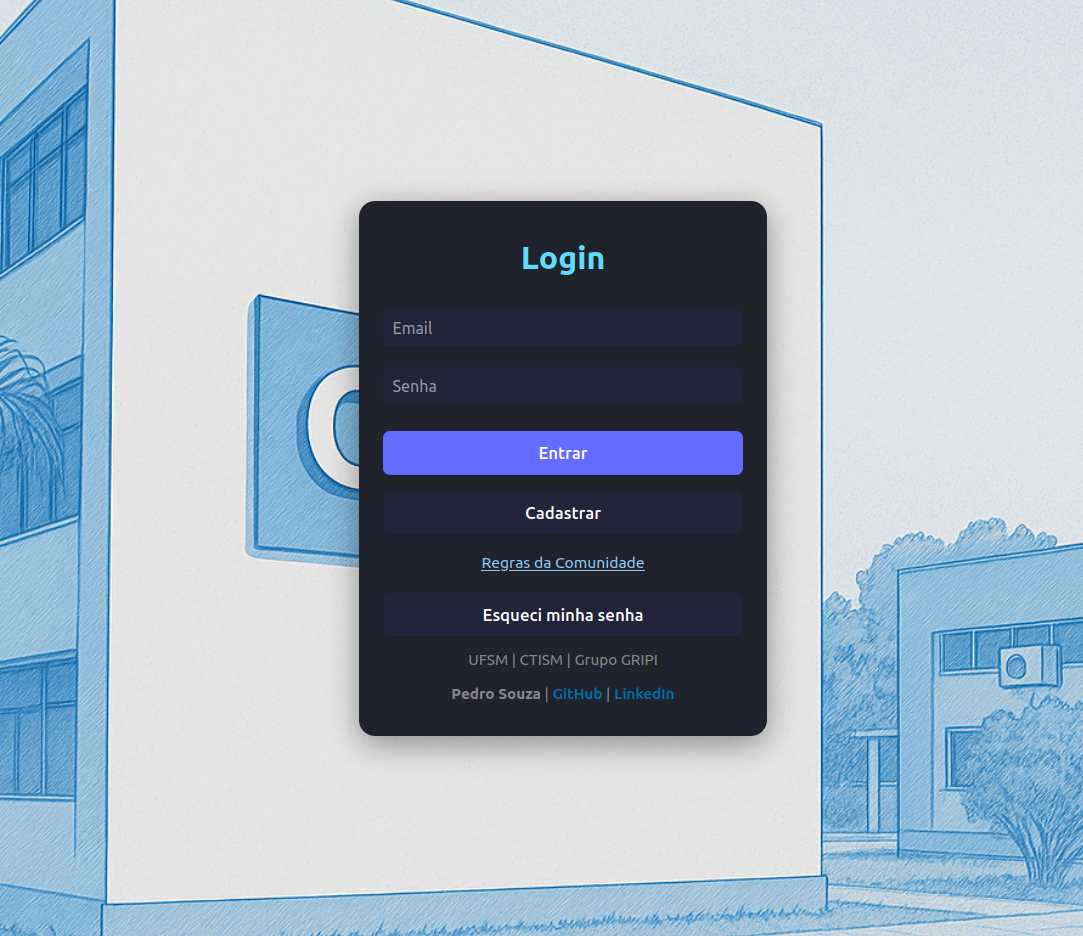 Login
Email
Senha
Entrar
Cadastrar
Regras da Comunidade
Esqueci minha senha
UFSM | CTISM | Grupo GRIPI
Pedro Souza | GitHub | LinkedIn